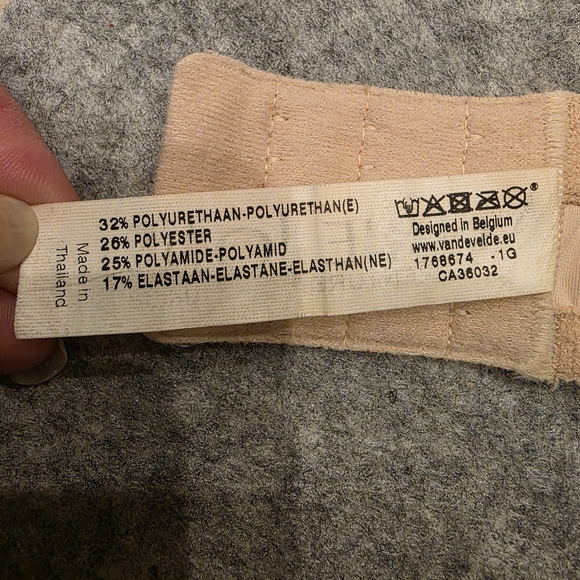 32% POLYURETHAAN-POLYURETHAN(E)
26% POLYESTER
25% POLYAMIDE-POLYAMID
17% ELASTAAN-ELASTANE-ELASTHAN(NE)
Made in
Thailand
®
Designed in Belgium
www.vandevelde.eu
1768674 .1G
CA36032